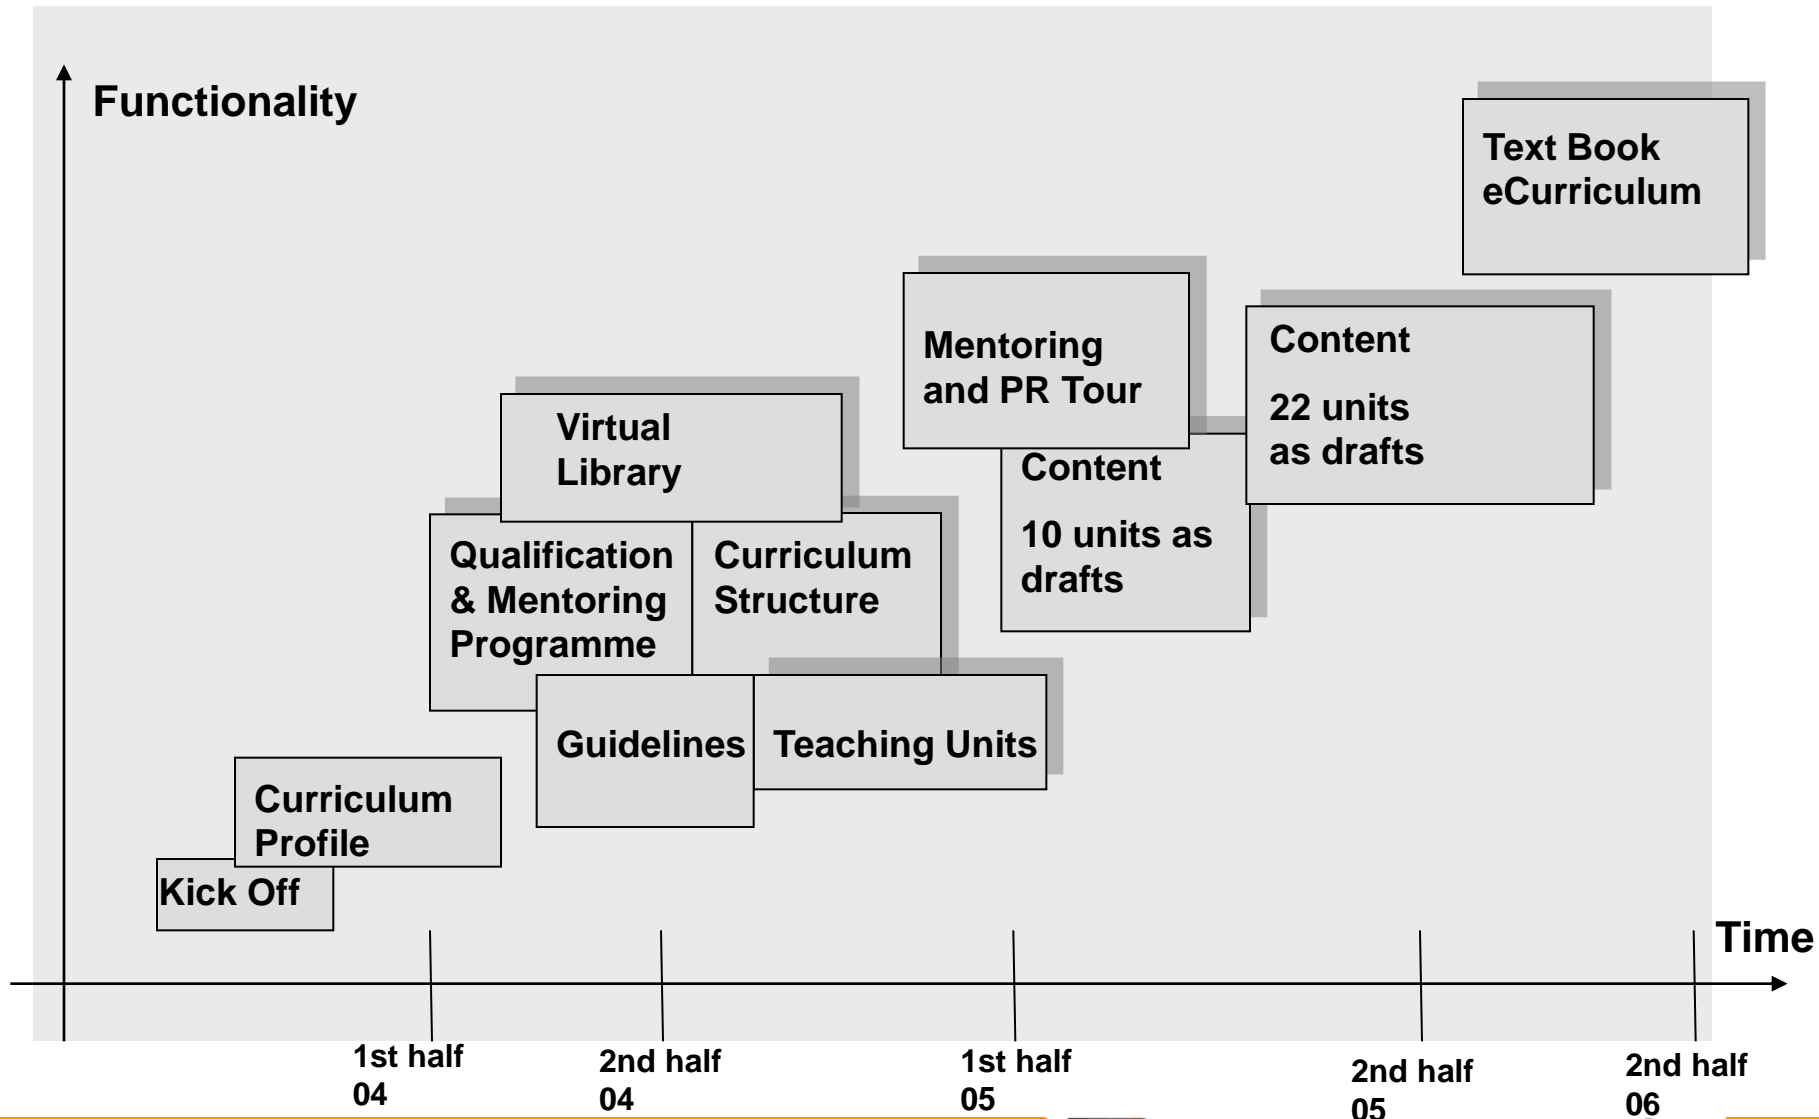 Functionality
Text Book
eCurriculum
Mentoring
and PR Tour
Content
22 units
as drafts
Virtual
Library
Content
10 units as
drafts
Qualification
& Mentoring
Programme
Curriculum
Structure
Guidelines
Teaching Units
Curriculum
Profile
Kick Off
Time
1st half
04
2nd half
04
1st half
05
2nd half
05
2nd half
06